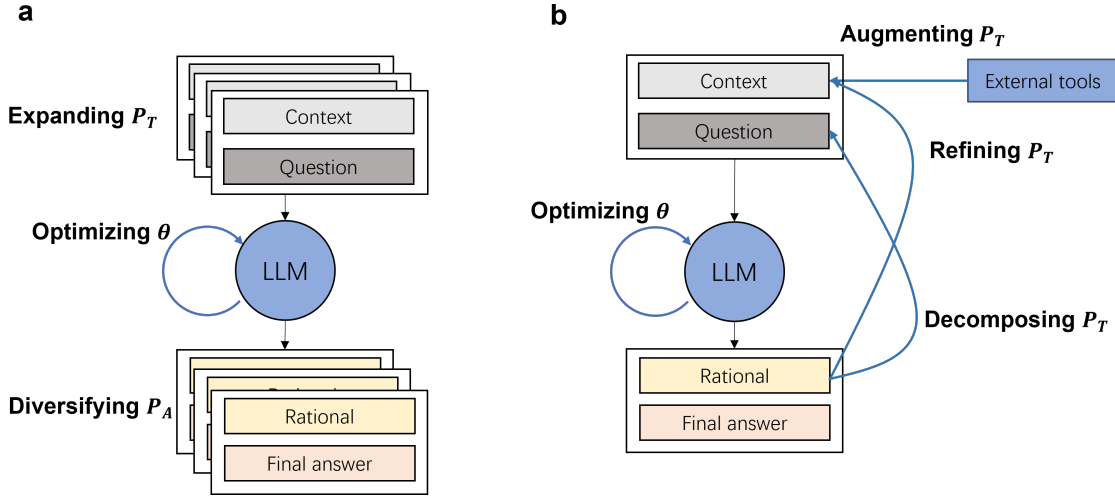 a
Expanding P_T
Context
Question
Optimizing θ
LLM
Diversifying P_A
Rational
Final answer
b
Augmenting P_T
Context
External tools
Question
Refining P_T
Optimizing θ
LLM
Decomposing P_T
Rational
Final answer